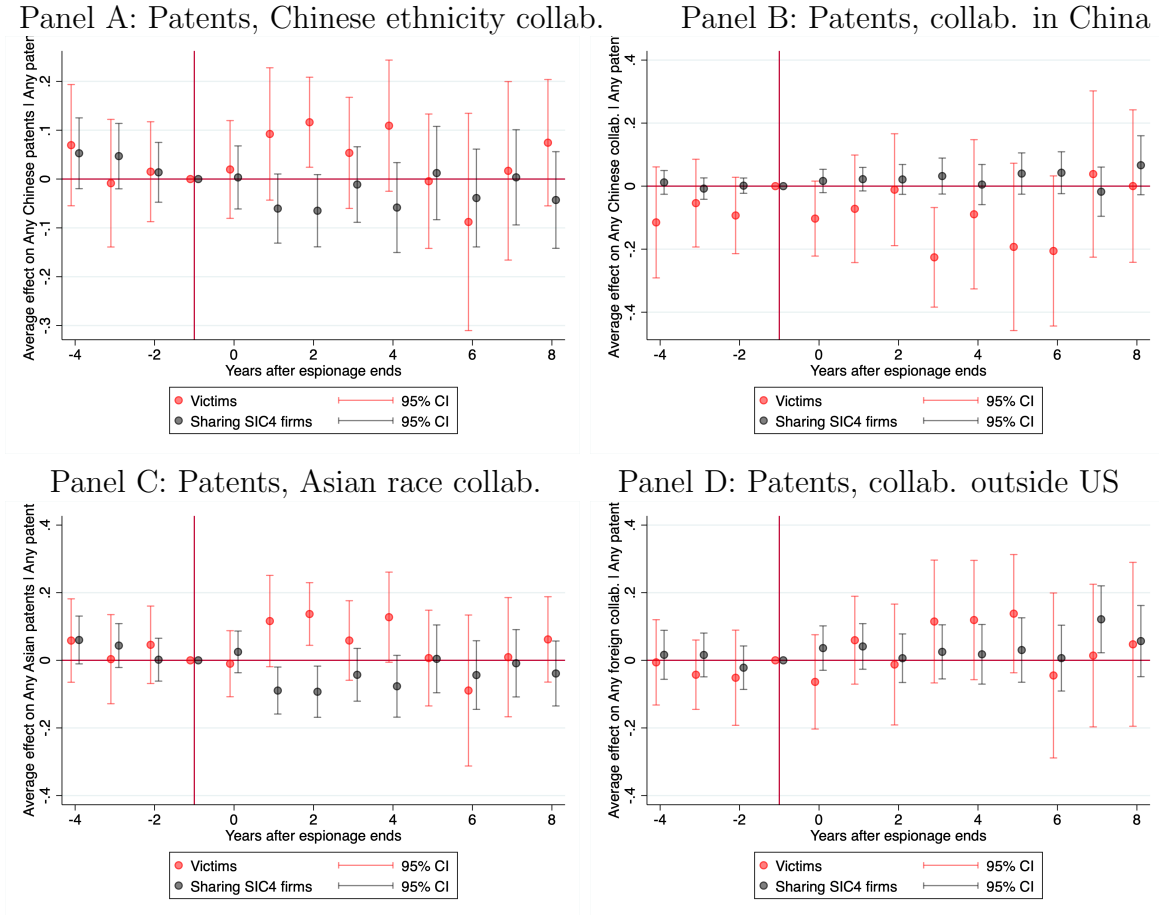 Panel A: Patents, Chinese ethnicity collab.
Average effect on Any Chinese patents | Any patent
.2
.1
0
-.1
-.2
-.3
-4 -2 0 2 4 6 8
Years after espionage ends
Victims 95% CI
Sharing SIC4 firms 95% CI
Panel B: Patents, collab. in China
Average effect on Any Chinese collab. | Any patent
.4
.2
0
-.2
-.4
-4 -2 0 2 4 6 8
Years after espionage ends
Victims 95% CI
Sharing SIC4 firms 95% CI
Panel C: Patents, Asian race collab.
Average effect on Any Asian patents | Any patent
.4
.2
0
-.2
-.4
-4 -2 0 2 4 6 8
Years after espionage ends
Victims 95% CI
Sharing SIC4 firms 95% CI
Panel D: Patents, collab. outside US
Average effect on Any foreign collab. | Any patent
.4
.2
0
-.2
-.4
-4 -2 0 2 4 6 8
Years after espionage ends
Victims 95% CI
Sharing SIC4 firms 95% CI